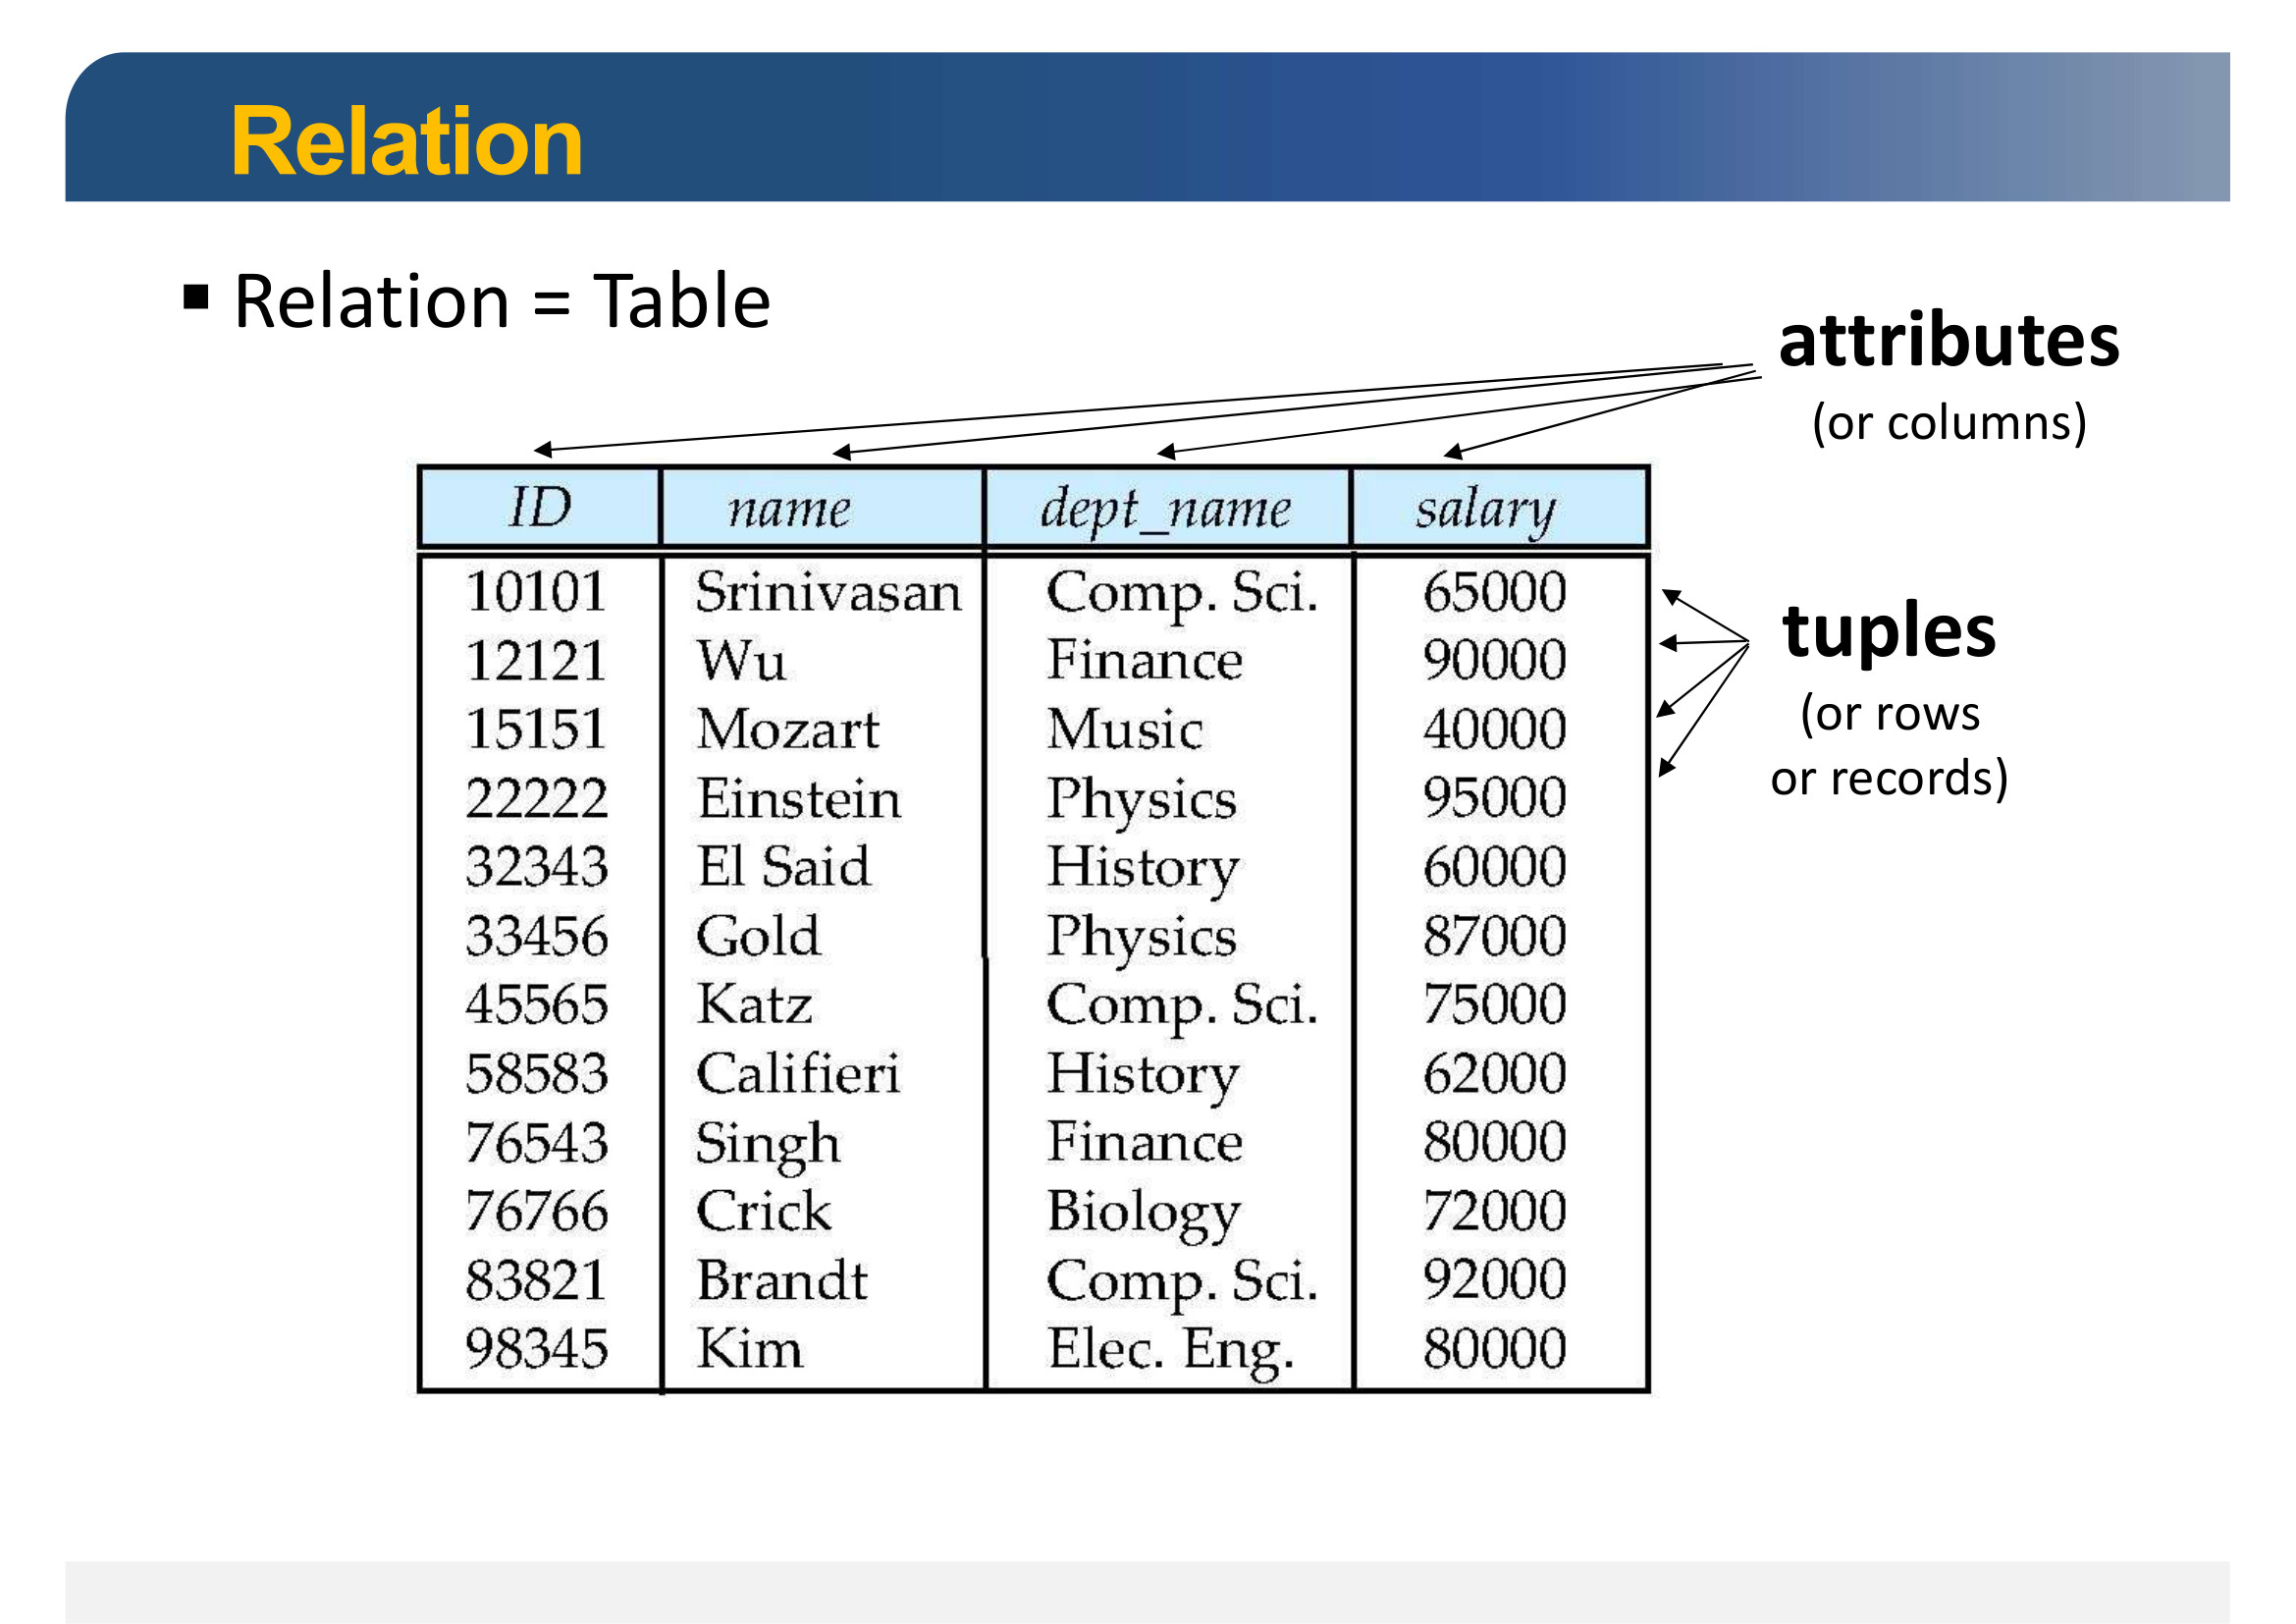 Relation
▪ Relation = Table
attributes
(or columns)
ID name dept_name salary
10101 Srinivasan Comp. Sci. 65000
12121 Wu Finance 90000
15151 Mozart Music 40000
22222 Einstein Physics 95000
32343 El Said History 60000
33456 Gold Physics 87000
45565 Katz Comp. Sci. 75000
58583 Califieri History 62000
76543 Singh Finance 80000
76766 Crick Biology 72000
83821 Brandt Comp. Sci. 92000
98345 Kim Elec. Eng. 80000
tuples
(or rows
or records)